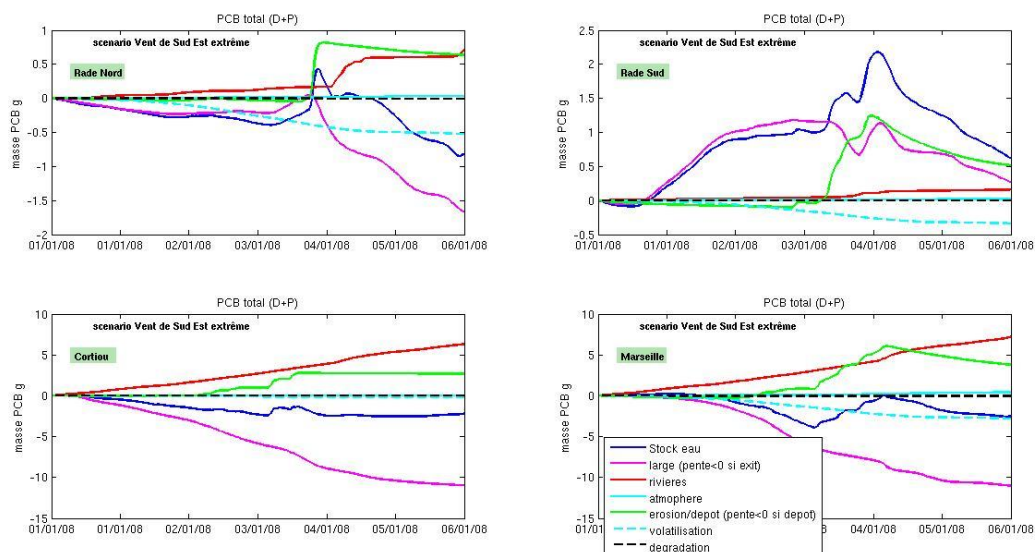 PCB total (D+P)
scenario Vent de Sud Est extrême
Rade Nord
masse PCB g
1
0.5
0
-0.5
-1
-1.5
-2
01/01/08
01/01/08
02/01/08
03/01/08
04/01/08
05/01/08
06/01/08
PCB total (D+P)
scenario Vent de Sud Est extrême
Rade Sud
masse PCB g
2.5
2
1.5
1
0.5
0
-0.5
01/01/08
01/01/08
02/01/08
03/01/08
04/01/08
05/01/08
06/01/08
PCB total (D+P)
scenario Vent de Sud Est extrême
Cortiou
masse PCB g
10
5
0
-5
-10
-15
01/01/08
01/01/08
02/01/08
03/01/08
04/01/08
05/01/08
06/01/08
PCB total (D+P)
scenario Vent de Sud Est extrême
Marseille
masse PCB g
10
5
0
-5
-10
-15
01/01/08
04/01/08
05/01/08
06/01/08
Stock eau
large (pente<0 si exit)
rivieres
atmophere
erosion/depot (pente<0 si depot)
volatilisation
degradation